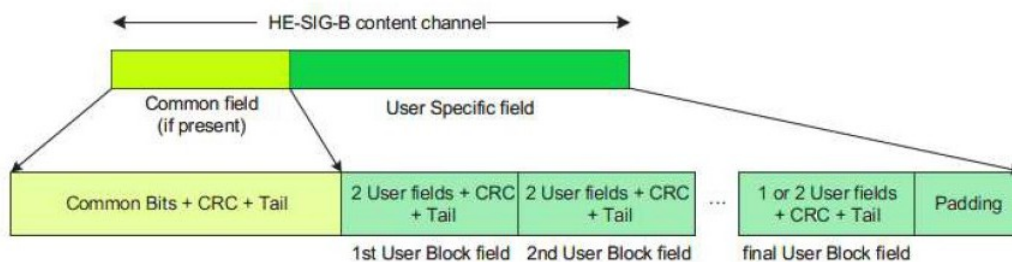 HE-SIG-B content channel
Common field
(if present)
User Specific field
Common Bits + CRC + Tail
2 User fields + CRC
+ Tail
2 User fields + CRC
+ Tail
...
1 or 2 User fields
+ CRC + Tail
Padding
1st User Block field
2nd User Block field
final User Block field